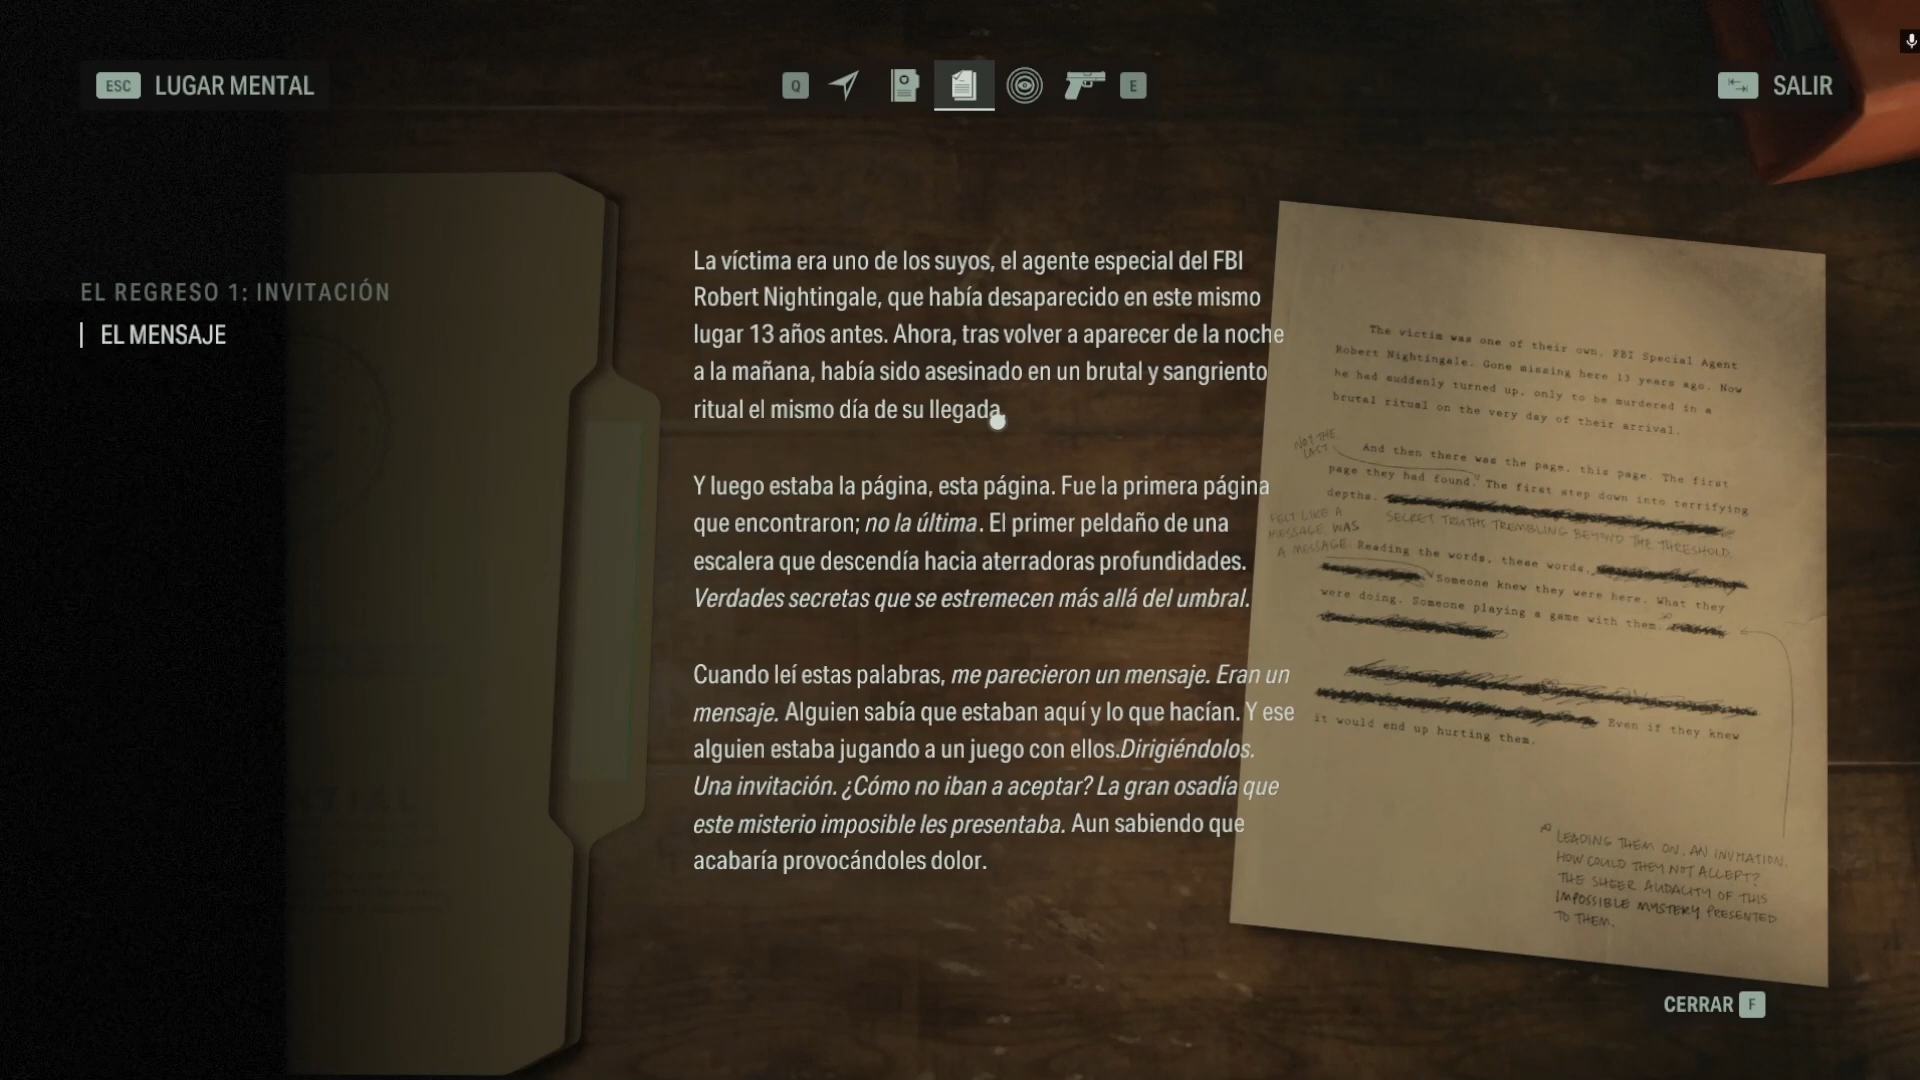 ESC LUGAR MENTAL
Q
E
SALIR
EL REGRESO 1: INVITACIÓN
EL MENSAJE
La víctima era uno de los suyos, el agente especial del FBI
Robert Nightingale, que había desaparecido en este mismo
lugar 13 años antes. Ahora, tras volver a aparecer de la noche
a la mañana, había sido asesinado en un brutal y sangriento
ritual el mismo día de su llegada.
Y luego estaba la página, esta página. Fue la primera página
que encontraron; no la última. El primer peldaño de una
escalera que descendía hacia aterradoras profundidades.
Verdades secretas que se estremecen más allá del umbral.
Cuando leí estas palabras, me parecieron un mensaje. Eran un
mensaje. Alguien sabía que estaban aquí y lo que hacían. Y ese
alguien estaba jugando a un juego con ellos.Dirigiéndolos.
Una invitación. ¿Cómo no iban a aceptar? La gran osadía que
este misterio imposible les presentaba. Aun sabiendo que
acabaría provocándoles dolor.
The victim was one of their own, FBI Special Agent
Robert Nightingale. Gone missing here 13 years ago. Now
he had suddenly turned up, only to be murdered in a
brutal ritual on the very day of their arrival.
NOT THE
LAST
And then there was the page, this page. The first
page they had found. The first step down into terrifying
depths.
SECRET TRUTHS TREMBLING BEYOND THE THRESHOLD.
FELT LIKE A
MESSAGE. WAS
A MESSAGE.
Reading the words, these words,
Someone knew they were here. What they
were doing. Someone playing a game with them.
Even if they knew
it would end up hurting them.
LEADING THEM ON. AN INVITATION.
HOW COULD THEY NOT ACCEPT?
THE SHEER AUDACITY OF THIS
IMPOSSIBLE MYSTERY PRESENTED
TO THEM.
CERRAR F